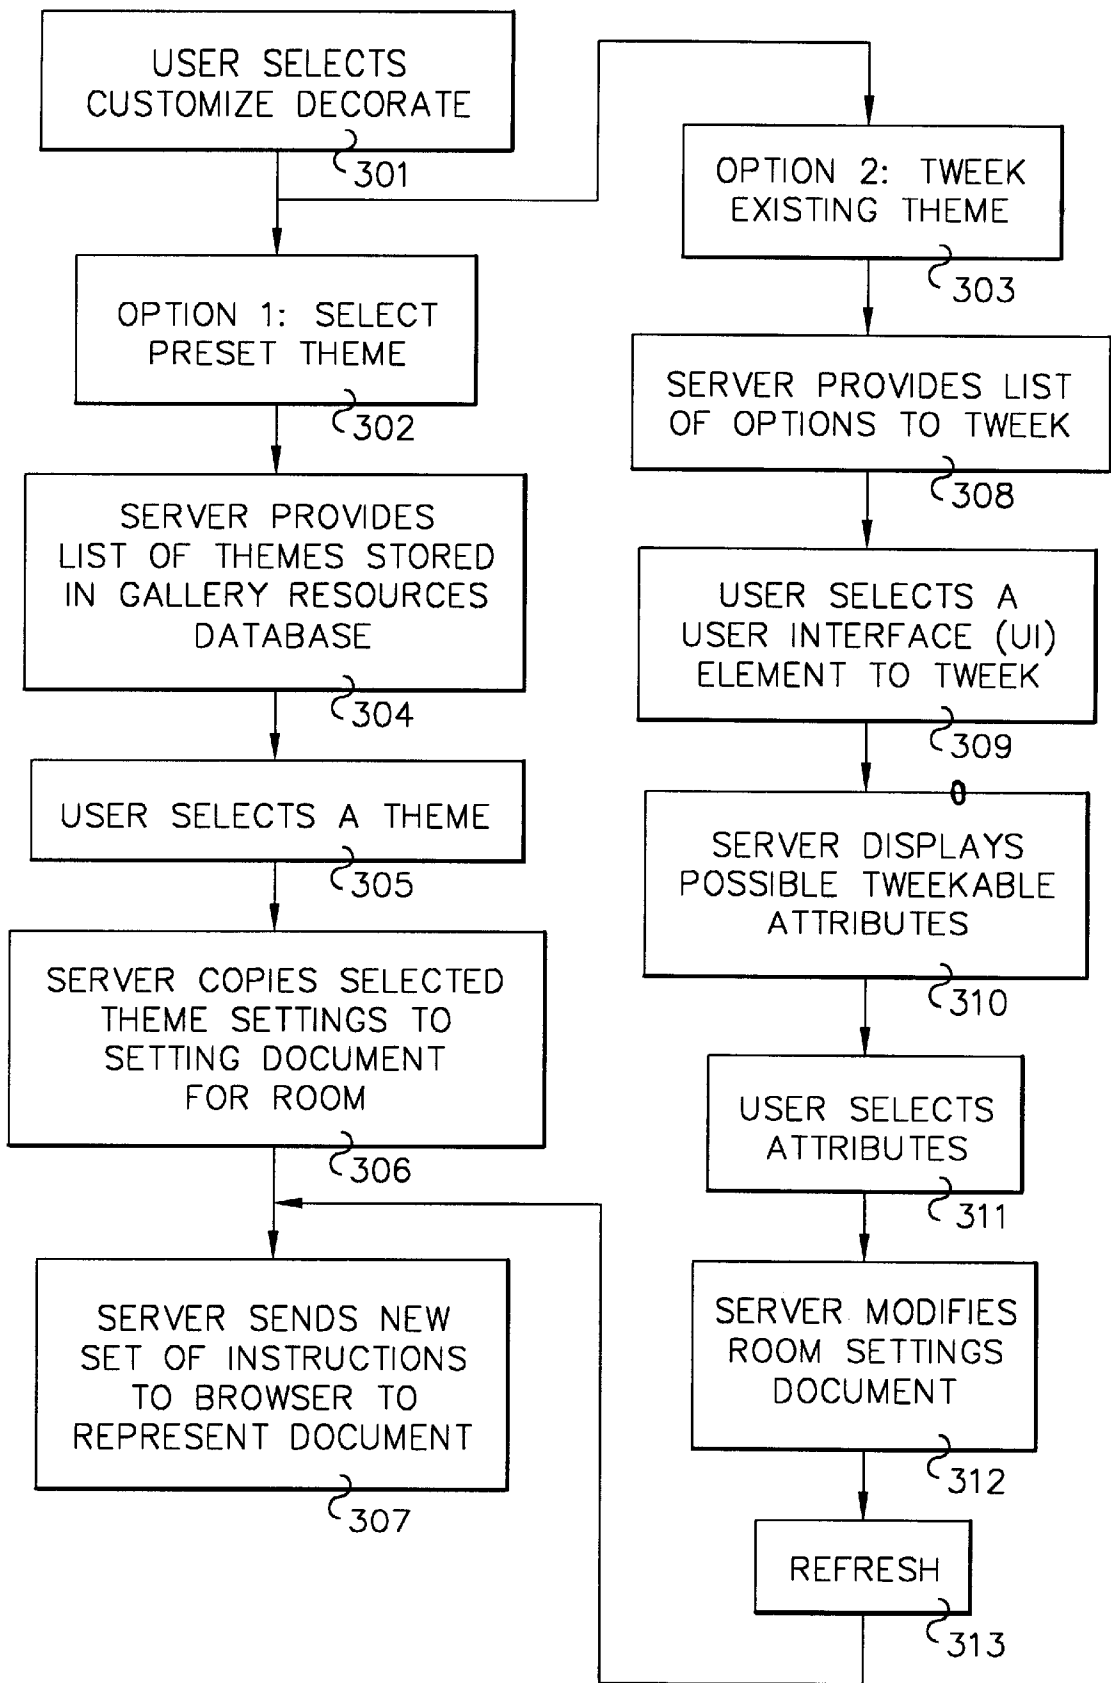 USER SELECTS
CUSTOMIZE DECORATE
301
OPTION 1: SELECT
PRESET THEME
302
SERVER PROVIDES
LIST OF THEMES STORED
IN GALLERY RESOURCES
DATABASE
304
USER SELECTS A THEME
305
SERVER COPIES SELECTED
THEME SETTINGS TO
SETTING DOCUMENT
FOR ROOM
306
SERVER SENDS NEW
SET OF INSTRUCTIONS
TO BROWSER TO
REPRESENT DOCUMENT
307
OPTION 2: TWEEK
EXISTING THEME
303
SERVER PROVIDES LIST
OF OPTIONS TO TWEEK
308
USER SELECTS A
USER INTERFACE (UI)
ELEMENT TO TWEEK
309
SERVER DISPLAYS
POSSIBLE TWEEKABLE
ATTRIBUTES
310
USER SELECTS
ATTRIBUTES
311
SERVER MODIFIES
ROOM SETTINGS
DOCUMENT
312
REFRESH
313